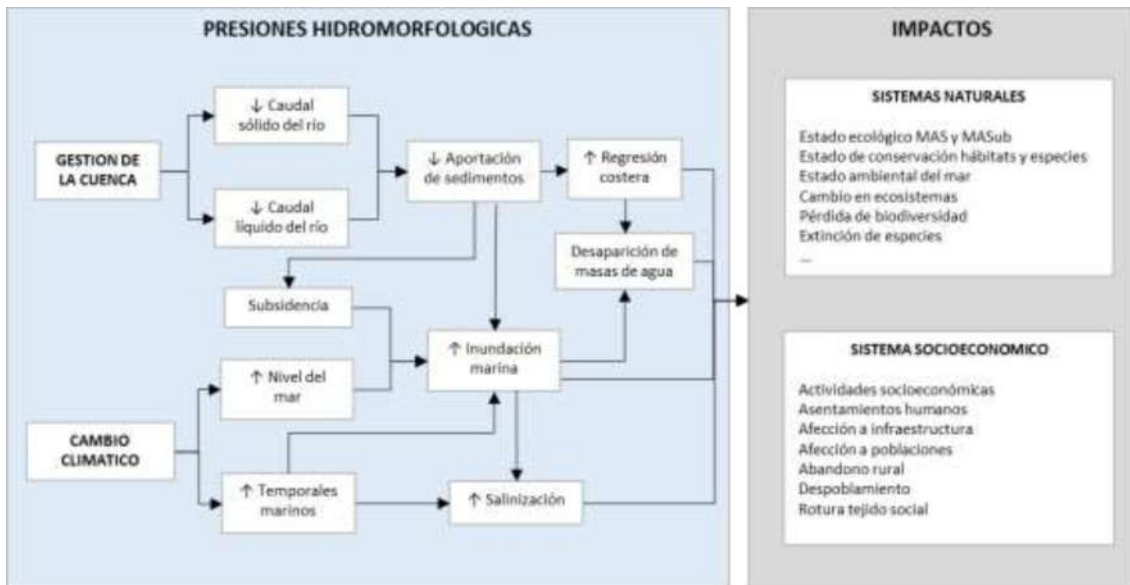 PRESIONES HIDROMORFOLOGICAS
GESTION DE
LA CUENCA
↓ Caudal
sólido del río
↓ Caudal
líquido del río
↓ Aportación
de sedimentos
↑ Regresión
costera
Desaparición de
masas de agua
Subsidencia
↑ Nivel del
mar
↑ Inundación
marina
CAMBIO
CLIMATICO
↑ Temporales
marinos
↑ Salinización
IMPACTOS
SISTEMAS NATURALES
Estado ecológico MAS y MASub
Estado de conservación hábitats y especies
Estado ambiental del mar
Cambio en ecosistemas
Pérdida de biodiversidad
Extinción de especies
...
SISTEMA SOCIOECONOMICO
Actividades socioeconómicas
Asentamientos humanos
Afección a infraestructura
Afección a poblaciones
Abandono rural
Despoblamiento
Rotura tejido social